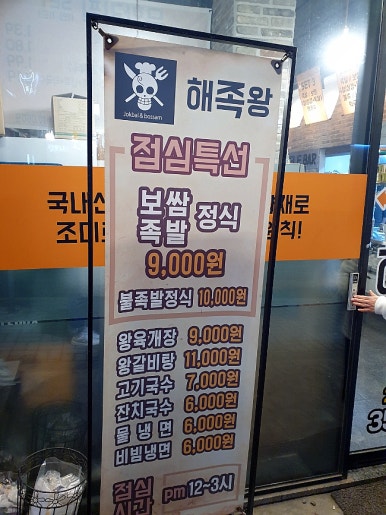 Jokbal & bossam
해족왕
점심특선
보쌈
족발 정식
9,000원
불족발정식 10,000원
왕육개장 9,000원
왕갈비탕 11,000원
고기국수 7,000원
잔치국수 6,000원
물냉면 6,000원
비빔냉면 6,000원
점심
시간 pm 12~3시
국내산
재로
조미료
칙!